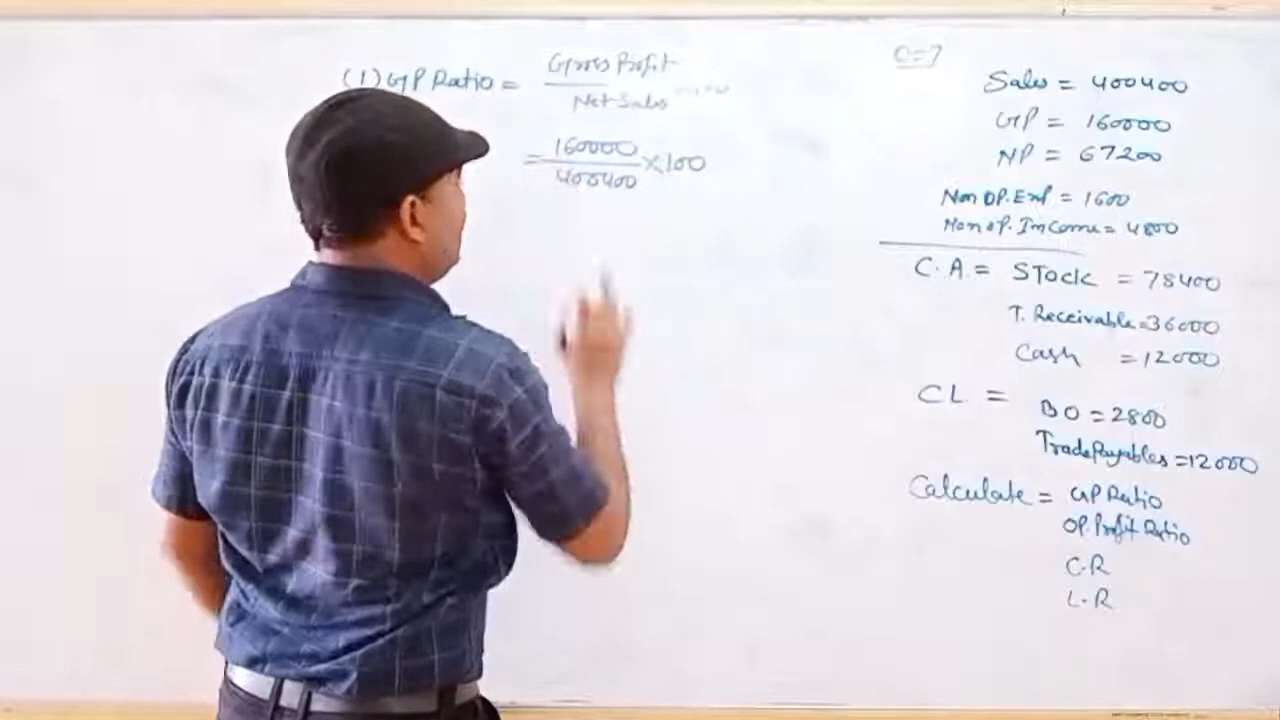 (1) GP Ratio = Gross Profit
Net Sales
= 160000
400400 × 100
C=7
Sales = 400400
GP = 160000
NP = 67200
Non OP. Exp = 1600
Non op. Income = 4800
C.A. = Stock = 78400
T. Receivable = 36000
Cash = 12000
CL = BO = 2800
Trade Payables = 12000
Calculate = GP Ratio
OP. Profit Ratio
C.R
L.R